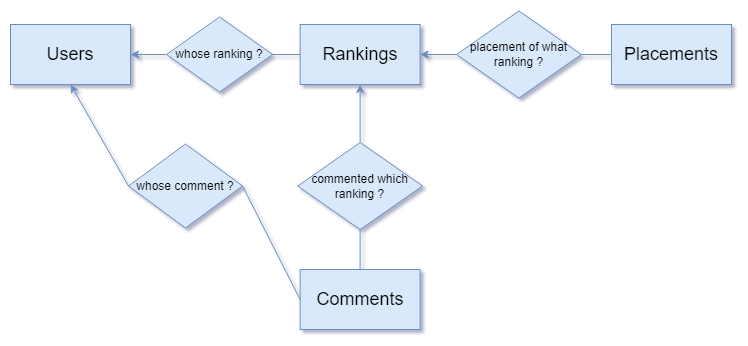 Users
whose ranking ?
Rankings
placement of what
ranking ?
Placements
whose comment ?
commented which
ranking ?
Comments